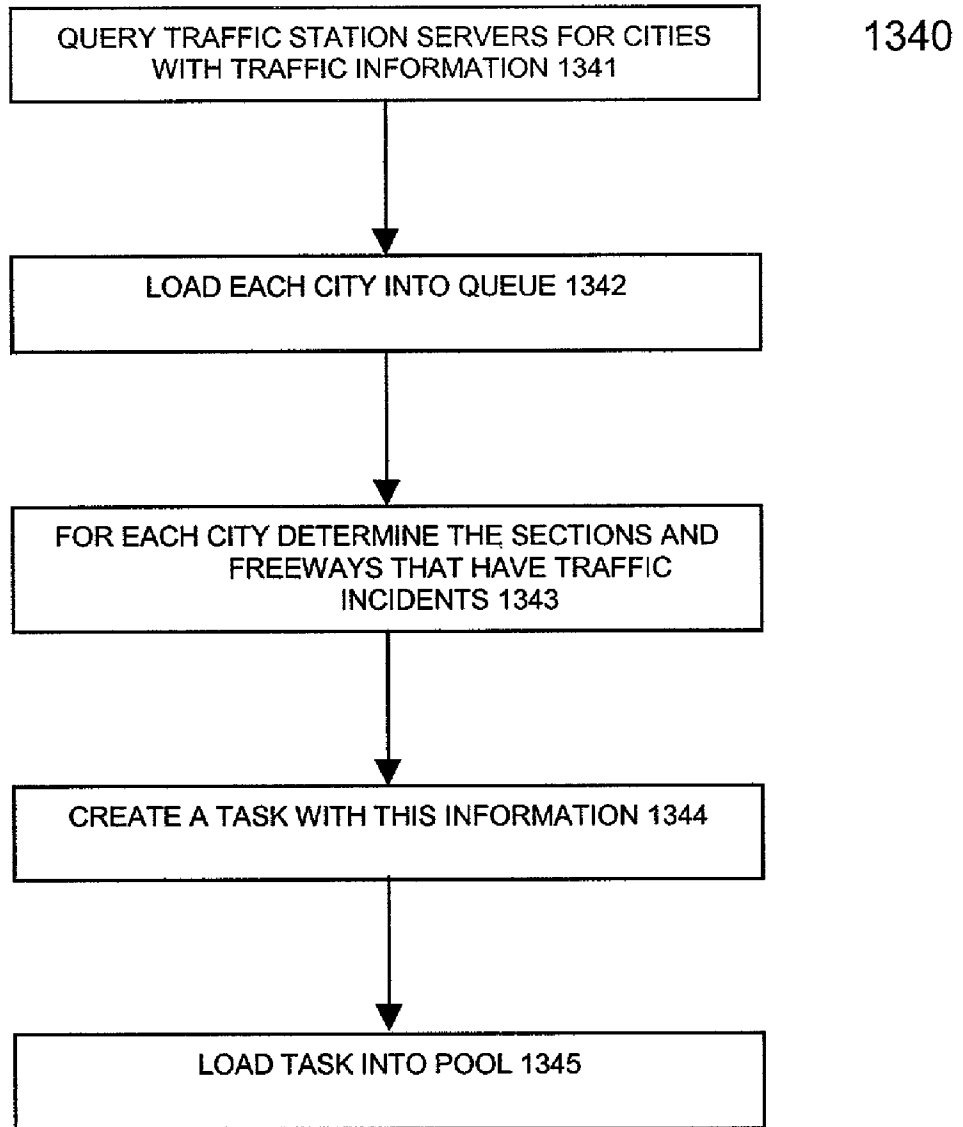 1340
QUERY TRAFFIC STATION SERVERS FOR CITIES
WITH TRAFFIC INFORMATION 1341
LOAD EACH CITY INTO QUEUE 1342
FOR EACH CITY DETERMINE THE SECTIONS AND
FREEWAYS THAT HAVE TRAFFIC
INCIDENTS 1343
CREATE A TASK WITH THIS INFORMATION 1344
LOAD TASK INTO POOL 1345